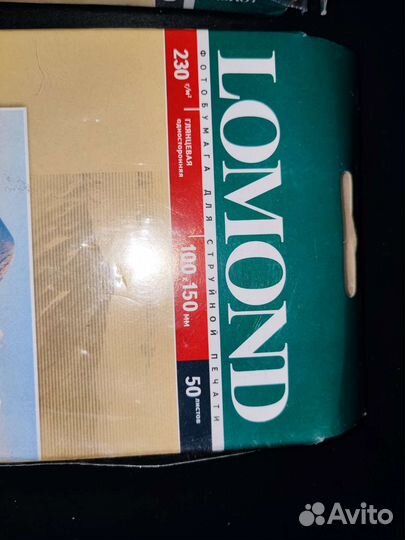 LOMOND
ФОТОБУМАГА ДЛЯ СТРУЙНОЙ ПЕЧАТИ
230 г/м²
ГЛЯНЦЕВАЯ
односторонняя
100x150 мм
50 листов
Avito